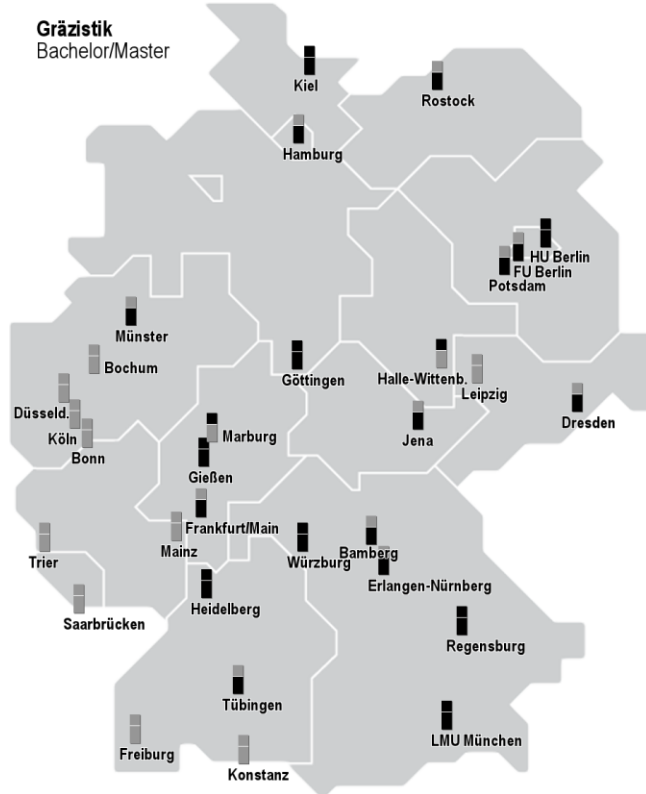 Gräzistik
Bachelor/Master
Kiel
Rostock
Hamburg
HU Berlin
FU Berlin
Potsdam
Münster
Bochum
Göttingen
Halle-Wittenb.
Leipzig
Düsseld.
Köln
Bonn
Marburg
Gießen
Jena
Dresden
Frankfurt/Main
Mainz
Trier
Würzburg
Bamberg
Erlangen-Nürnberg
Saarbrücken
Heidelberg
Regensburg
Tübingen
Freiburg
Konstanz
LMU München